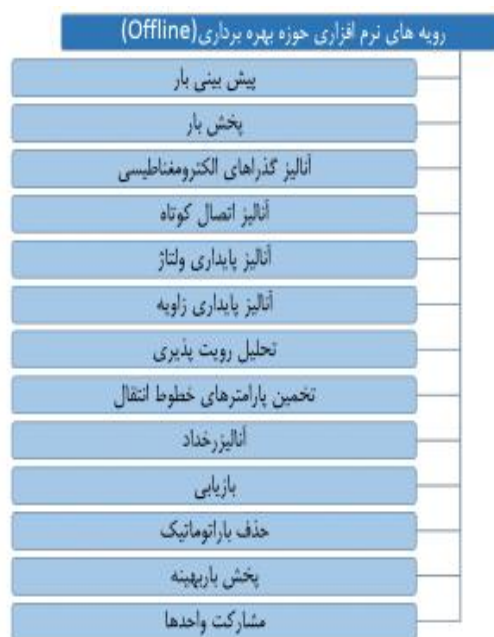 رویه های نرم افزاری حوزه بهره برداری(Offline)
پیش بینی بار
پخش بار
آنالیز گذراهای الکترومغناطیسی
آنالیز اتصال کوتاه
آنالیز پایداری ولتاژ
آنالیز پایداری زاویه
تحلیل رویت پذیری
تخمین پارامترهای خطوط انتقال
آنالیزرخداد
بازیابی
حذف باراتوماتیک
پخش باربهینه
مشارکت واحدها